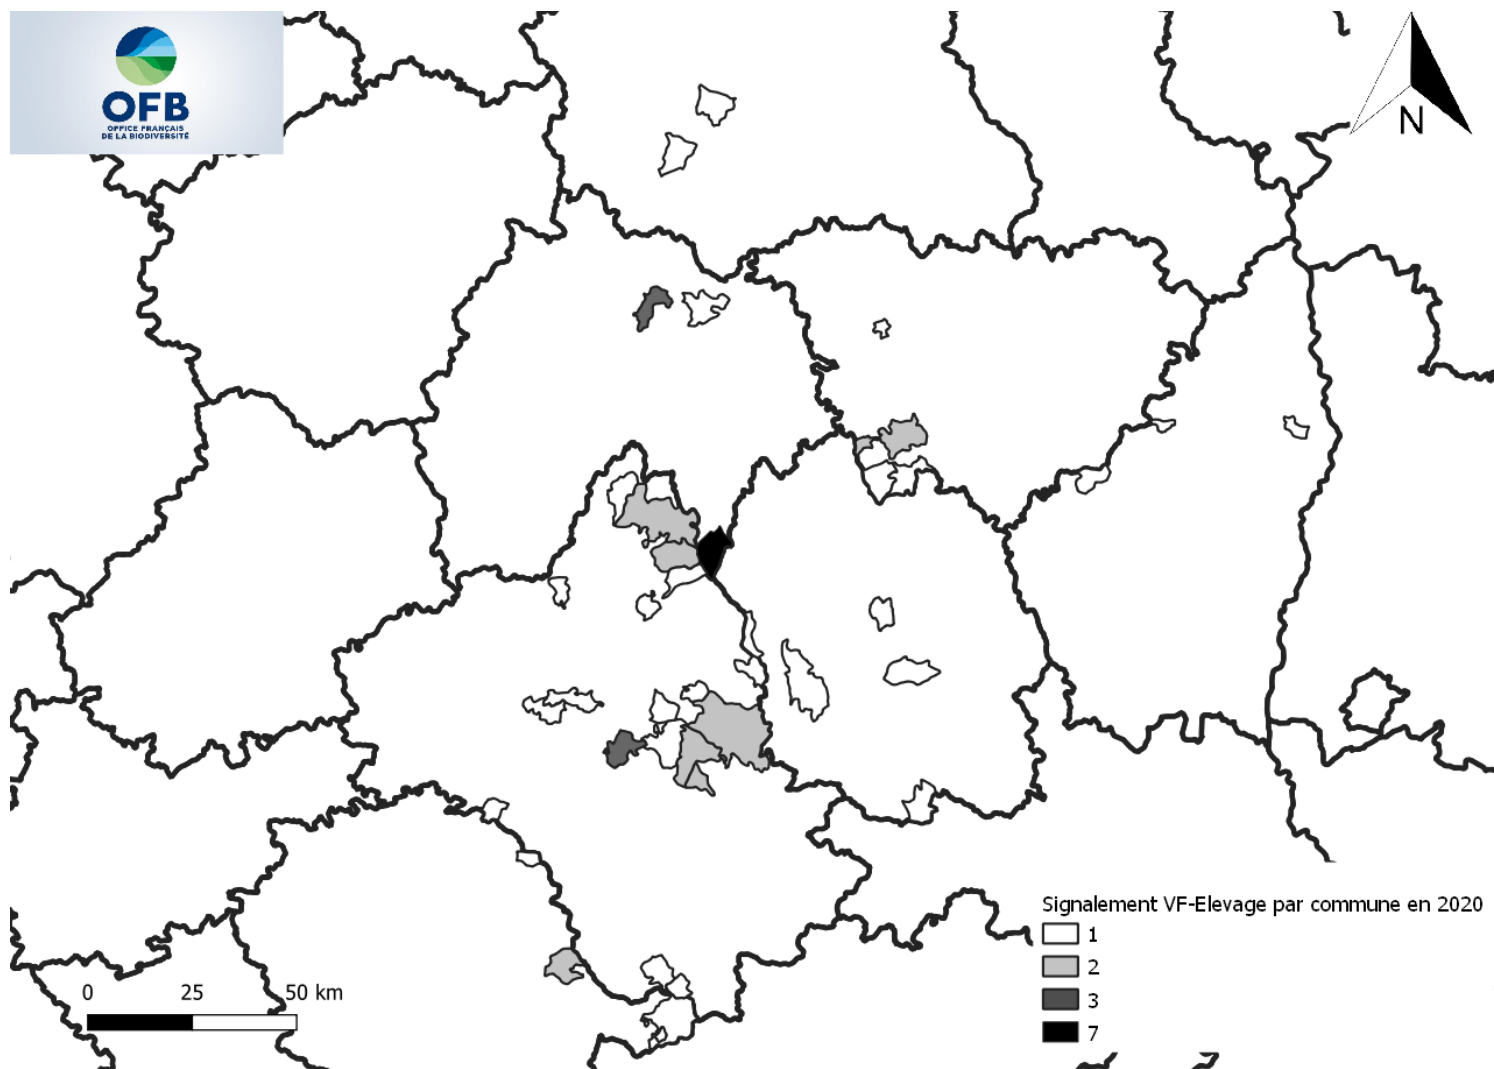 OFB
OFFICE FRANÇAIS
DE LA BIODIVERSITÉ
N
Signalement VF-Elevage par commune en 2020
1
2
3
7
0 25 50 km